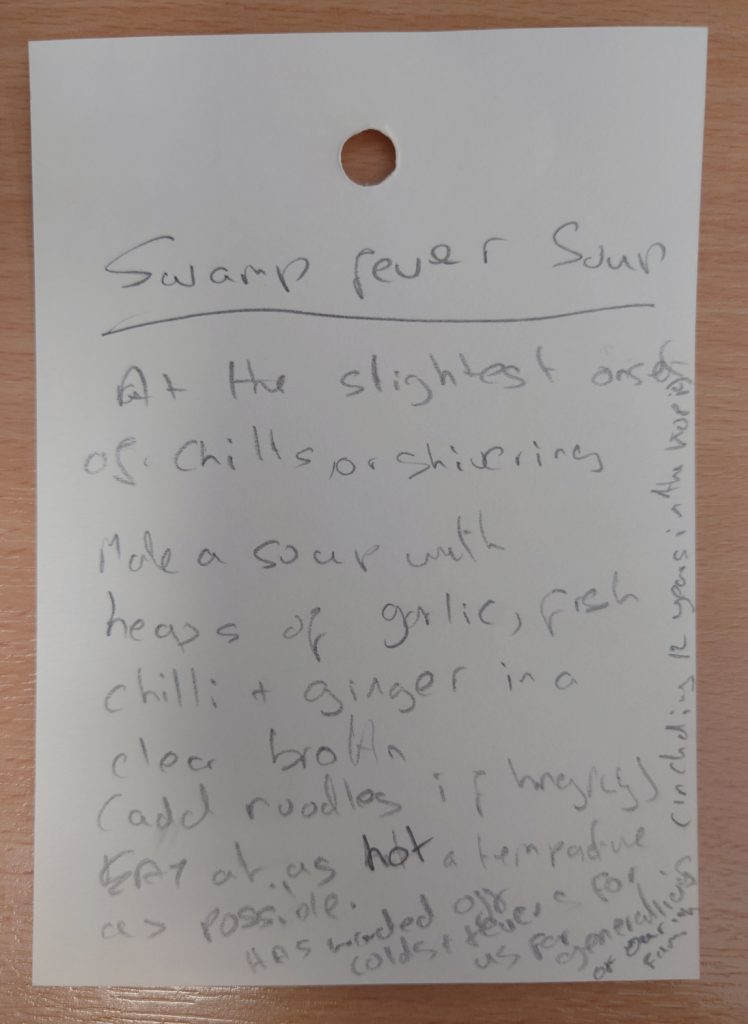 Swamp fever Soup
At the slightest onset
of chills, or shivering
Make a soup with
heaps of garlic, fish
chilli + ginger in a
clear broth
(add noodles if hungry)
EAT at as hot a temperature
as possible.
HAS warded off
colds + fevers for
us for generations
of our
family
(including 12 years in the tropics)